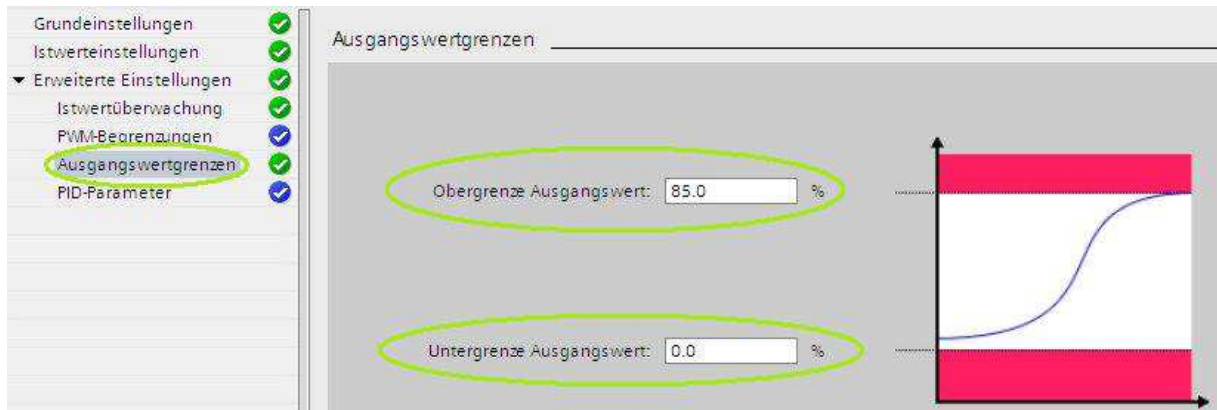 Grundeinstellungen
Istwerteinstellungen
Erweiterte Einstellungen
Istwertüberwachung
PWM-Begrenzungen
Ausgangswertgrenzen
PID-Parameter
Ausgangswertgrenzen
Obergrenze Ausgangswert: 85.0 %
Untergrenze Ausgangswert: 0.0 %